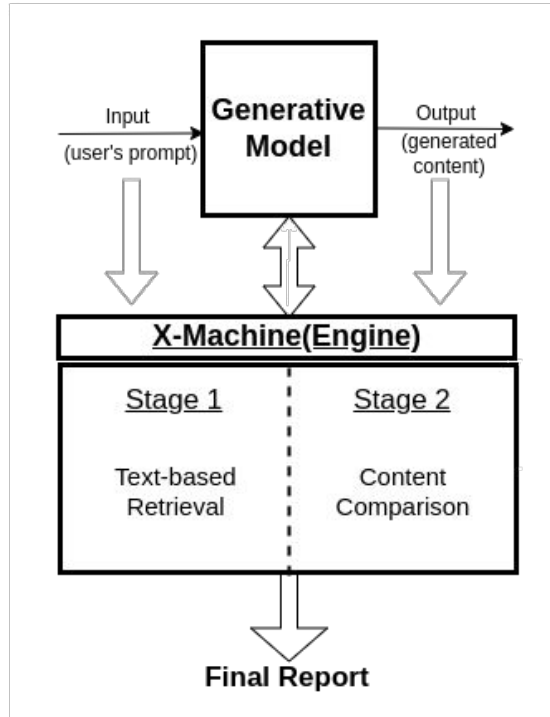 Generative
Model
Input
(user's prompt)
Output
(generated
content)
X-Machine(Engine)
Stage 1
Text-based
Retrieval
Stage 2
Content
Comparison
Final Report